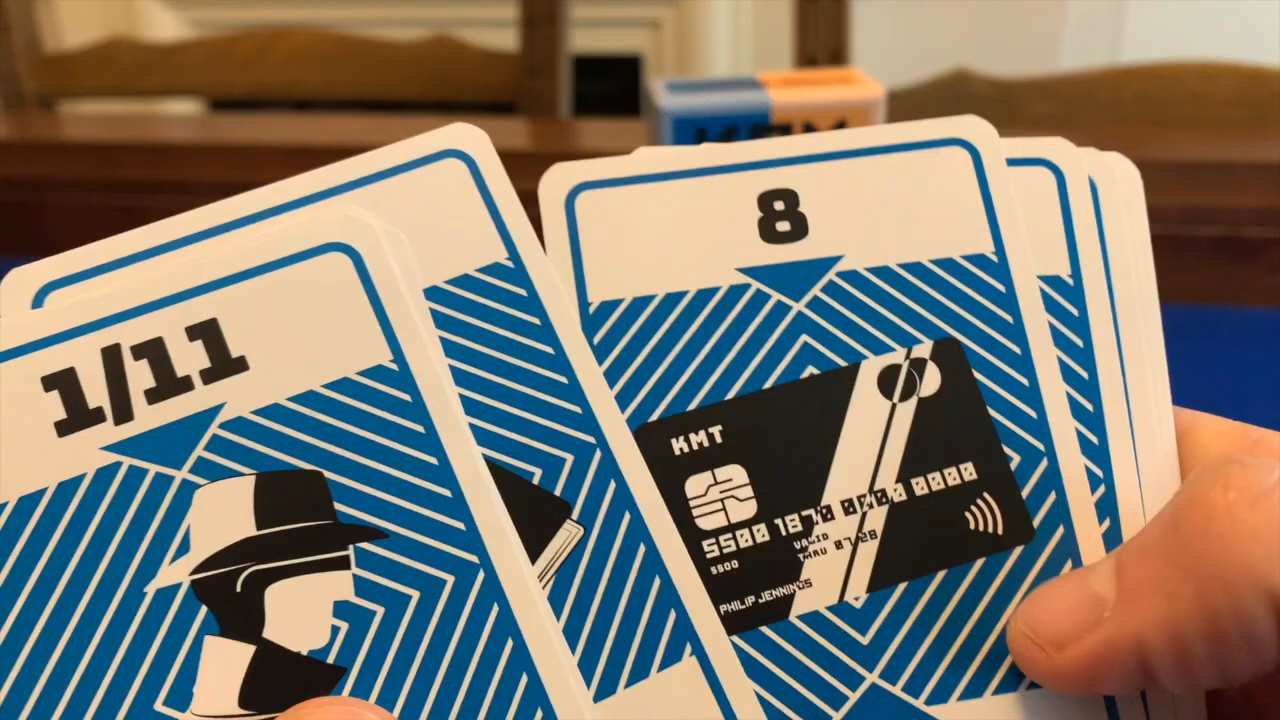 1/11
8
KMT
5500 1870 0000 0000
5500
VALID
THRU 07/28
PHILIP JENNINGS